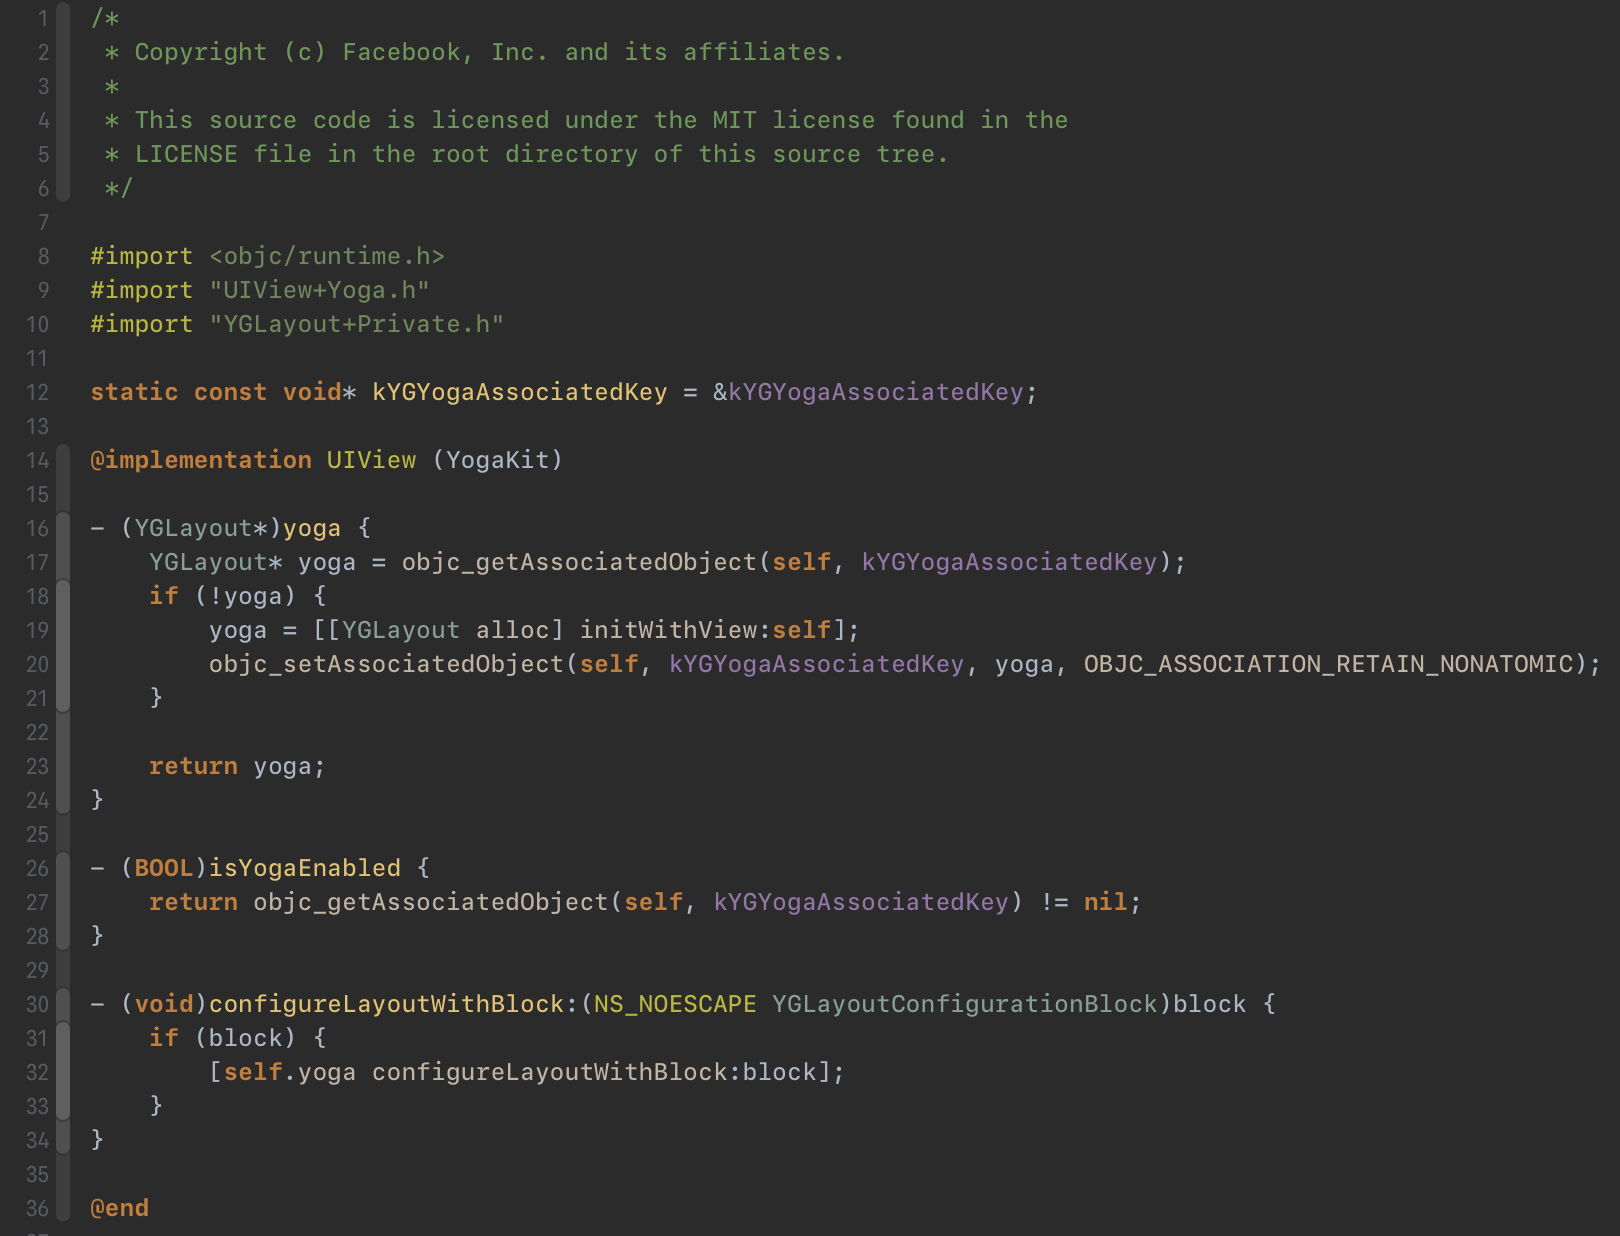 1 /*
2  * Copyright (c) Facebook, Inc. and its affiliates.
3  *
4  * This source code is licensed under the MIT license found in the
5  * LICENSE file in the root directory of this source tree.
6  */
7
8 #import <objc/runtime.h>
9 #import "UIView+Yoga.h"
10 #import "YGLayout+Private.h"
11
12 static const void* kYGYogaAssociatedKey = &kYGYogaAssociatedKey;
13
14 @implementation UIView (YogaKit)
15
16 - (YGLayout*)yoga {
17     YGLayout* yoga = objc_getAssociatedObject(self, kYGYogaAssociatedKey);
18     if (!yoga) {
19         yoga = [[YGLayout alloc] initWithView:self];
20         objc_setAssociatedObject(self, kYGYogaAssociatedKey, yoga, OBJC_ASSOCIATION_RETAIN_NONATOMIC);
21     }
22
23     return yoga;
24 }
25
26 - (BOOL)isYogaEnabled {
27     return objc_getAssociatedObject(self, kYGYogaAssociatedKey) != nil;
28 }
29
30 - (void)configureLayoutWithBlock:(NS_NOESCAPE YGLayoutConfigurationBlock)block {
31     if (block) {
32         [self.yoga configureLayoutWithBlock:block];
33     }
34 }
35
36 @end